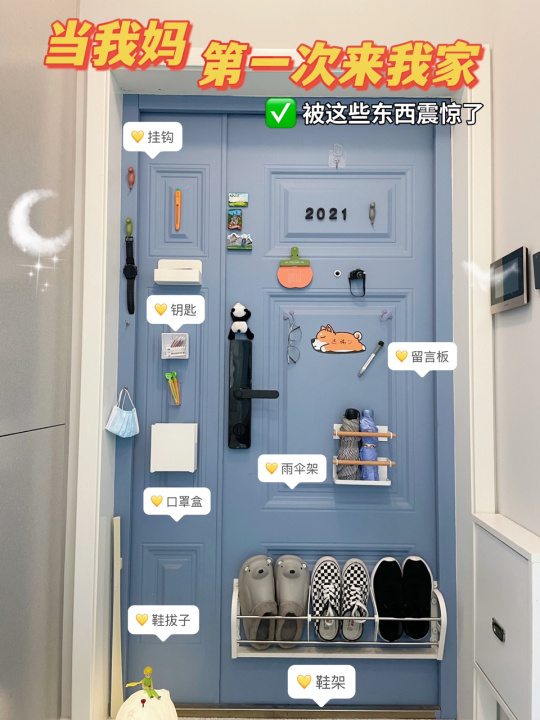 当我妈
第一次来我家
✅ 被这些东西震惊了
💛 挂钩
2021
💛 钥匙
💛 留言板
💛 雨伞架
💛 口罩盒
💛 鞋拔子
💛 鞋架